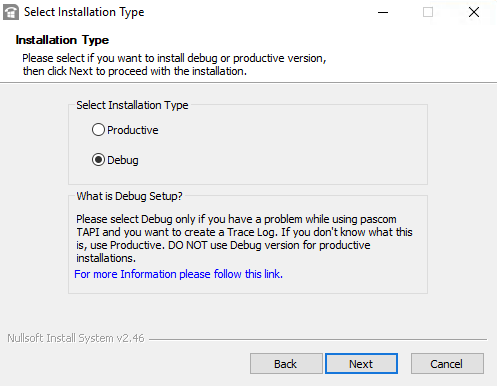 Select Installation Type
Installation Type
Please select if you want to install debug or productive version,
then click Next to proceed with the installation.
Select Installation Type
Productive
Debug
What is Debug Setup?
Please select Debug only if you have a problem while using pascom
TAPI and you want to create a Trace Log. If you don't know what this
is, use Productive. DO NOT use Debug version for productive
installations.
For more Information please follow this link.
Nullsoft Install System v2.46
Back Next Cancel